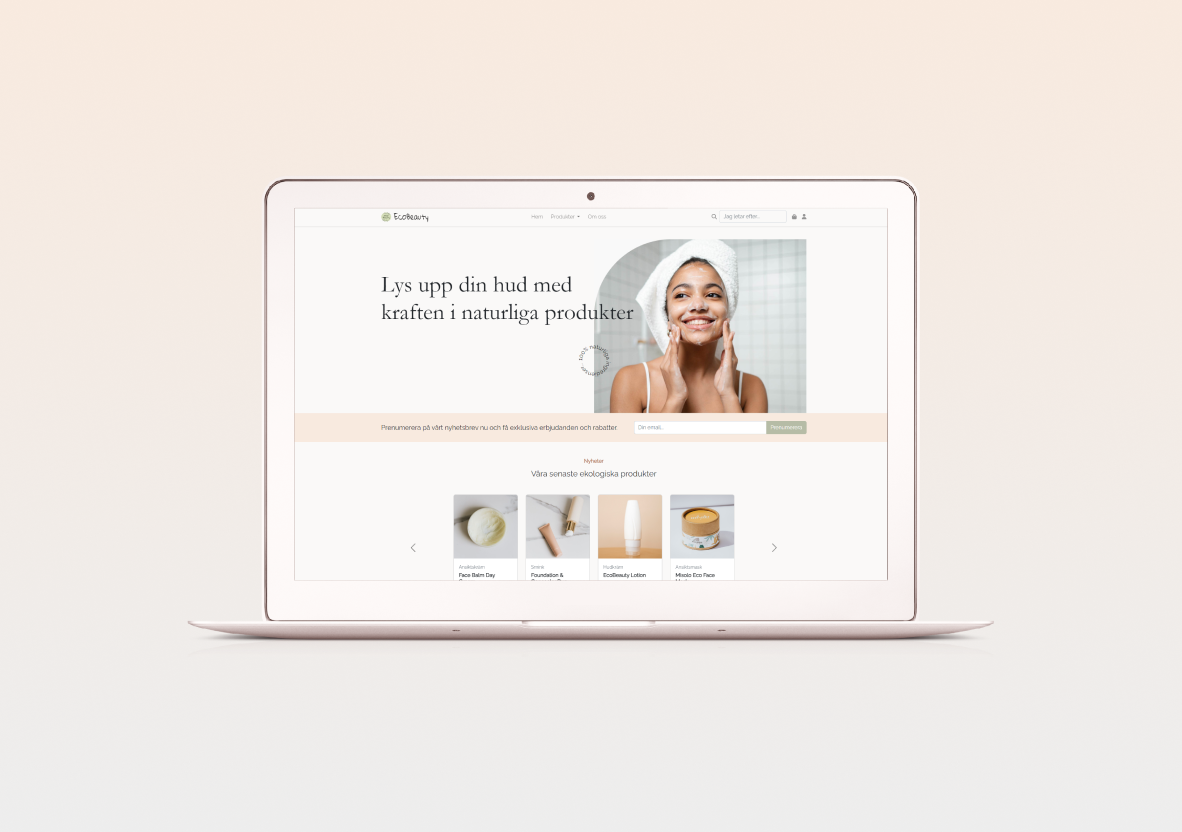 EcoBeauty
Hem Produkter Om oss
Jag letar efter...
Lys upp din hud med
kraften i naturliga produkter
100% naturliga ingredienser
Prenumerera på vårt nyhetsbrev nu och få exklusiva erbjudanden och rabatter.
Din email...
Prenumerera
Nyheter
Våra senaste ekologiska produkter
Ansiktskräm
Face Balm Day
Smink
Foundation &
Hudkräm
EcoBeauty Lotion
Ansiktsmask
Misolo Eco Face